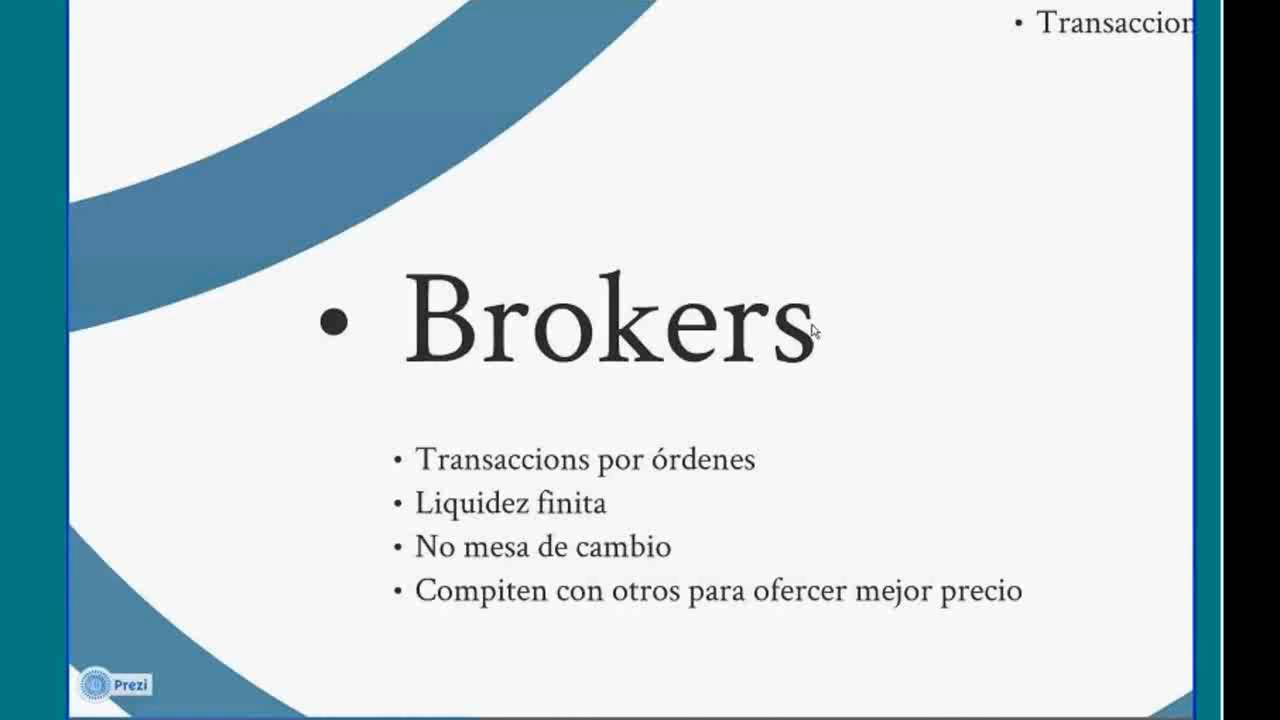 • Transaccion
• Brokers
• Transaccions por órdenes
• Liquidez finita
• No mesa de cambio
• Compiten con otros para ofercer mejor precio
Prezi